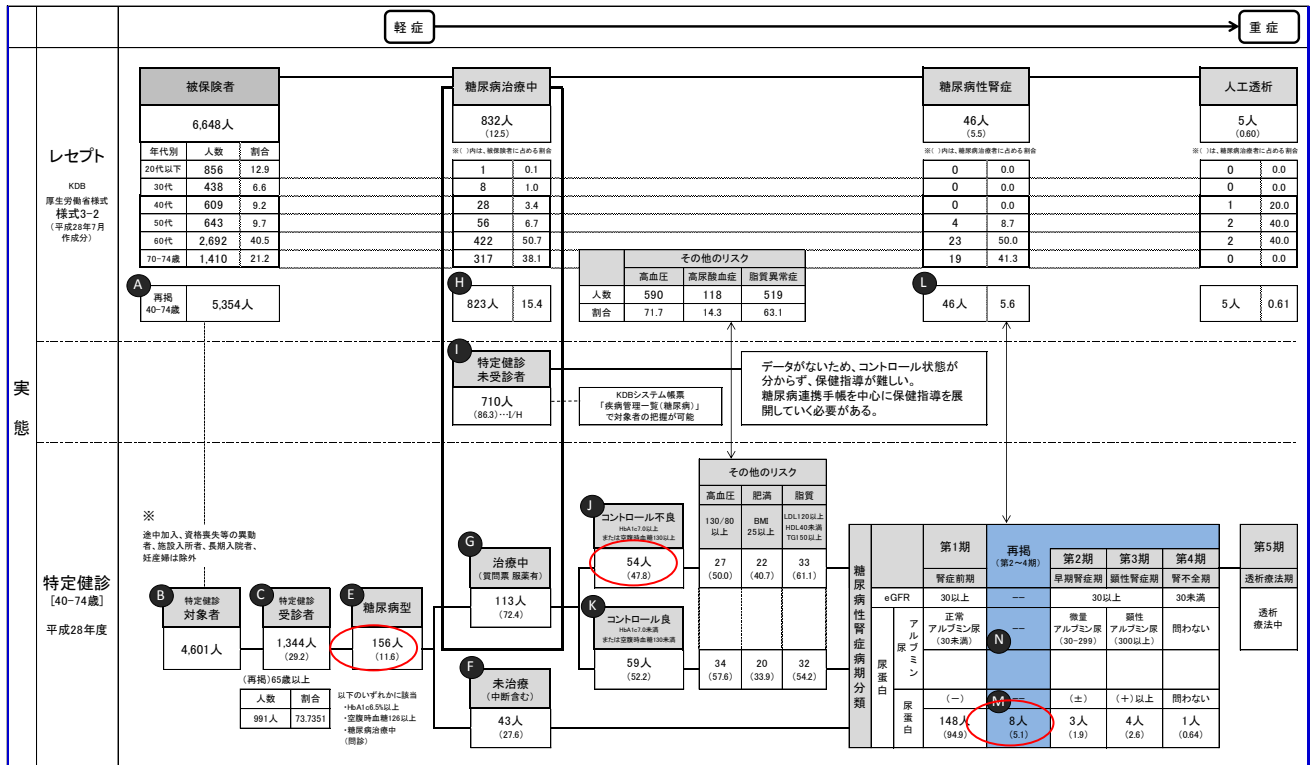 軽症
重症
実
態
レセプト
KDB
厚生労働省様式
様式3-2
(平成28年7月
作成分)
被保険者
6,648人
年代別 人数 割合
20代以下 856 12.9
30代 438 6.6
40代 609 9.2
50代 643 9.7
60代 2,692 40.5
70-74歳 1,410 21.2
A
再掲
40-74歳
5,354人
糖尿病治療中
832人
(12.5)
※( )内は、被保険者に占める割合
1 0.1
8 1.0
28 3.4
56 6.7
422 50.7
317 38.1
H
823人 15.4
その他のリスク
高血圧 高尿酸血症 脂質異常症
人数 590 118 519
割合 71.7 14.3 63.1
糖尿病性腎症
46人
(5.5)
※( )は、糖尿病治療者に占める割合
0 0.0
0 0.0
0 0.0
4 8.7
23 50.0
19 41.3
L
46人 5.6
人工透析
5人
(0.60)
※( )は、糖尿病治療者に占める割合
0 0.0
0 0.0
1 20.0
2 40.0
2 40.0
0 0.0
5人 0.61
I
特定健診
未受診者
710人
(86.3)…I/H
KDBシステム帳票
「疾病管理一覧(糖尿病)」
で対象者の把握が可能
データがないため、コントロール状態が
分からず、保健指導が難しい。
糖尿病連携手帳を中心に保健指導を展
開していく必要がある。
特定健診
[40-74歳]
平成28年度
※
途中加入、資格喪失等の異動
者、施設入所者、長期入院者、
妊産婦は除外
B
特定健診
対象者
4,601人
C
特定健診
受診者
1,344人
(29.2)
(再掲)65歳以上
人数 割合
991人 73.7351
E
糖尿病型
156人
(11.6)
以下のいずれかに該当
・HbA1c6.5%以上
・空腹時血糖126以上
・糖尿病治療中
(問診)
G
治療中
(質問票 服薬有)
113人
(72.4)
F
未治療
(中断含む)
43人
(27.6)
J
コントロール不良
HbA1c7.0以上
または空腹時血糖130以上
54人
(47.8)
K
コントロール良
HbA1c7.0未満
または空腹時血糖130未満
59人
(52.2)
その他のリスク
高血圧 肥満 脂質
130/80
以上
BMI
25以上
LDL120以上
HDL40未満
TG150以上
27 22 33
(50.0) (40.7) (61.1)
34 20 32
(57.6) (33.9) (54.2)
糖尿病性腎症病期分類
第1期
再掲
(第2~4期)
第2期 第3期 第4期
第5期
腎症前期 早期腎症期 顕性腎症期 腎不全期
透析療法期
eGFR 30以上 -- 30以上 30未満
透析
療法中
尿蛋白
尿アルブミン
正常
アルブミン尿
(30未満)
--
N
微量
アルブミン尿
(30-299)
顕性
アルブミン尿
(300以上)
問わない
尿蛋白
(-) -- (±) (+)以上 問わない
M
148人 8人 3人 4人 1人
(94.9) (5.1) (1.9) (2.6) (0.64)